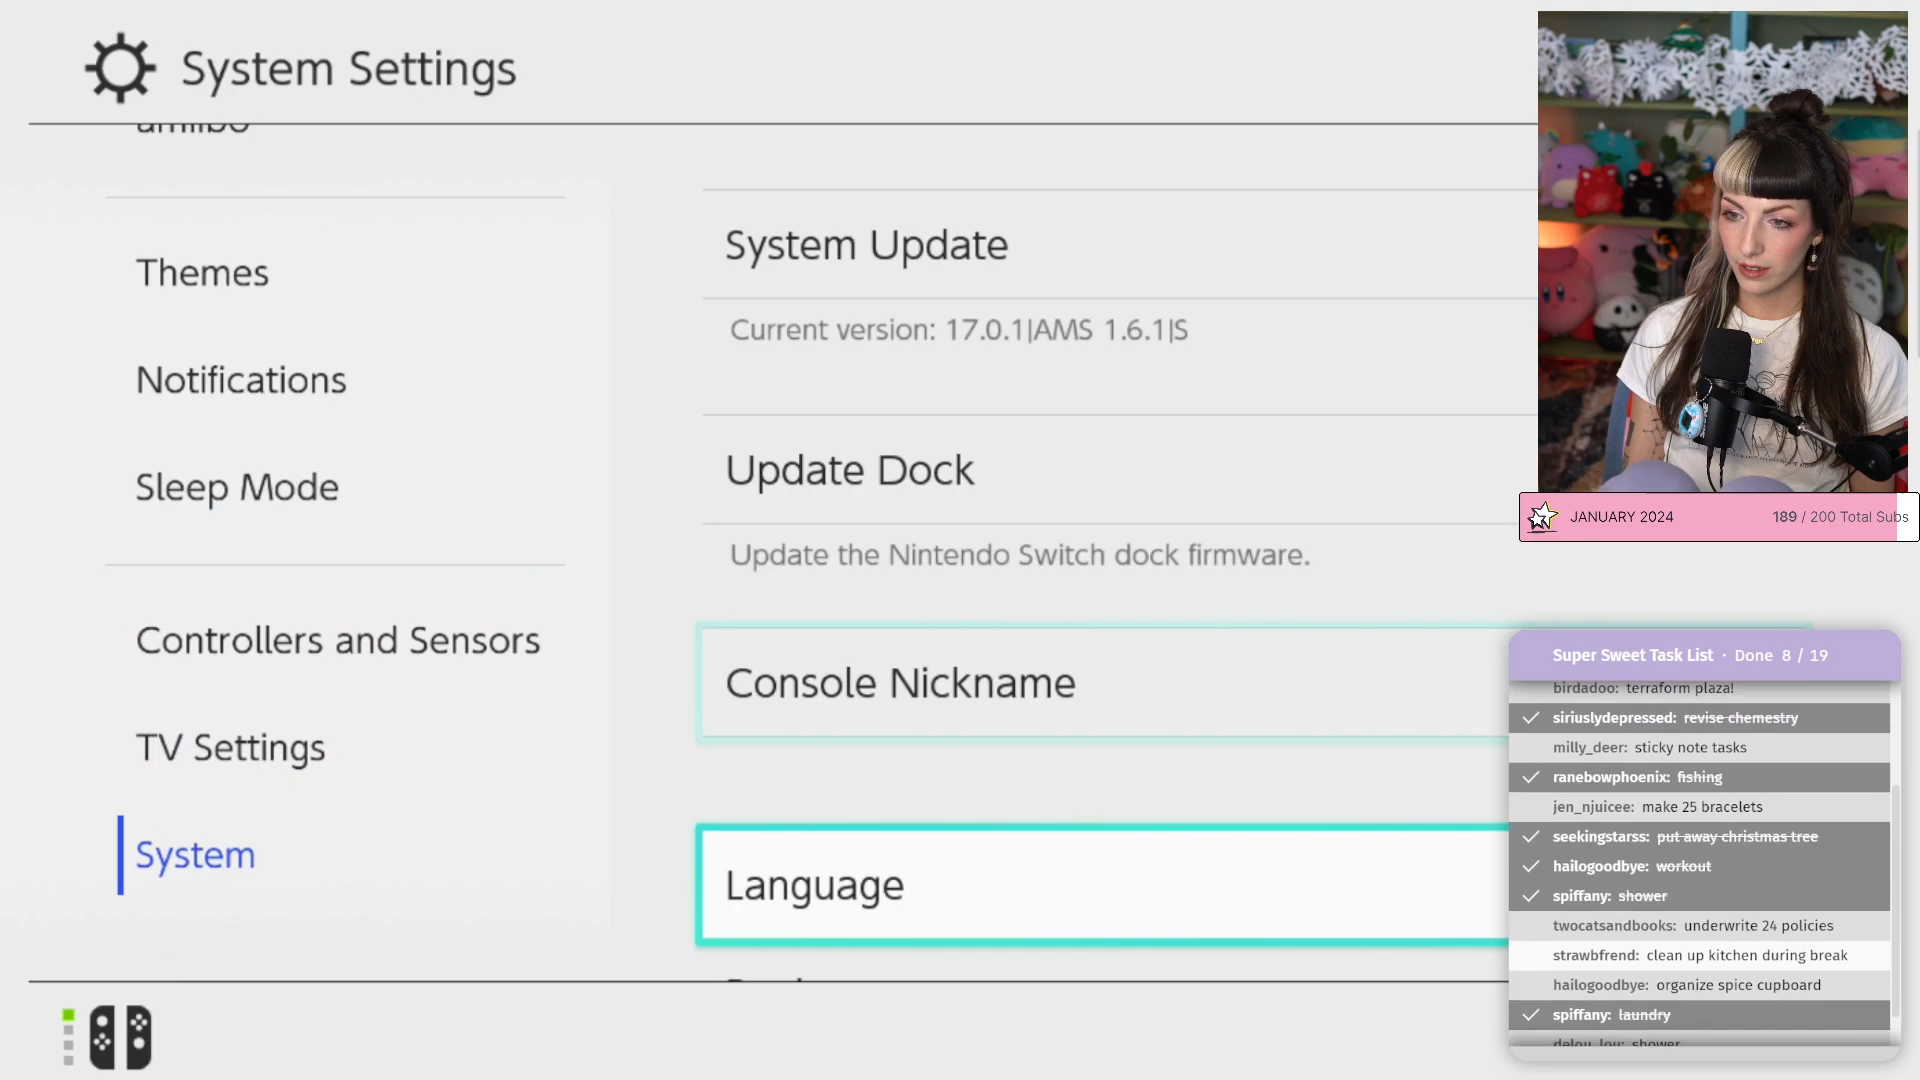 System Settings
amiibo
Themes
Notifications
Sleep Mode
Controllers and Sensors
TV Settings
System
System Update
Current version: 17.0.1|AMS 1.6.1|S
Update Dock
Update the Nintendo Switch dock firmware.
Console Nickname
Language
JANUARY 2024
189 / 200 Total Subs
Super Sweet Task List · Done 8 / 19
birdadoo: terraform plaza!
siriuslydepressed: revise chemestry
milly_deer: sticky note tasks
ranebowphoenix: fishing
jen_njuicee: make 25 bracelets
seekingstarss: put away christmas tree
hailogoodbye: workout
spiffany: shower
twocatsandbooks: underwrite 24 policies
strawbfrend: clean up kitchen during break
hailogoodbye: organize spice cupboard
spiffany: laundry
delou_lou: shower